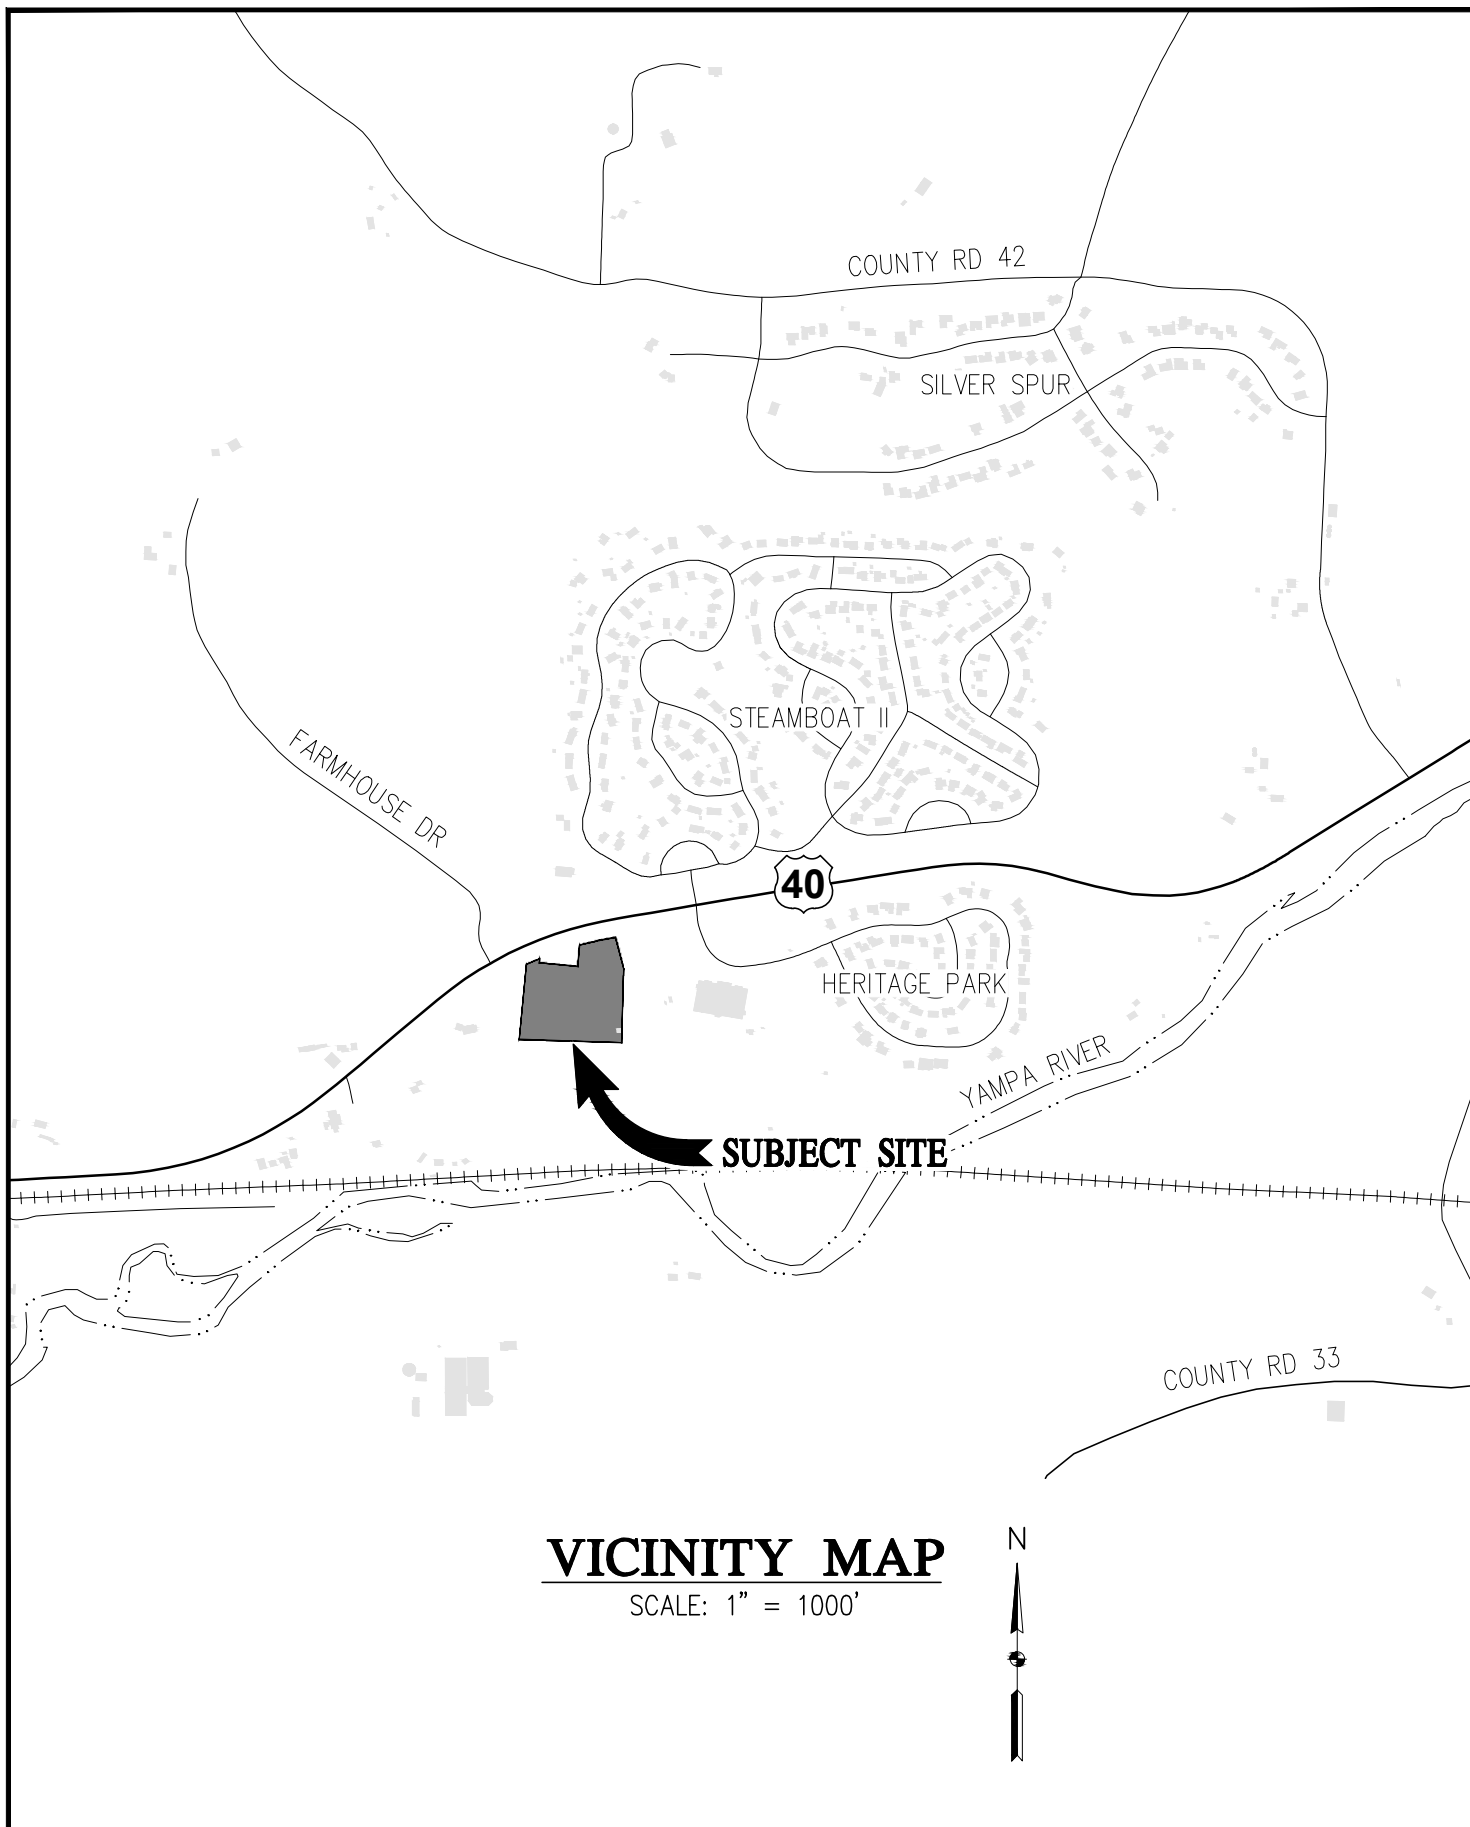 COUNTY RD 42
SILVER SPUR
STEAMBOAT II
FARMHOUSE DR
40
HERITAGE PARK
YAMPA RIVER
SUBJECT SITE
COUNTY RD 33
VICINITY MAP
SCALE: 1" = 1000'
N